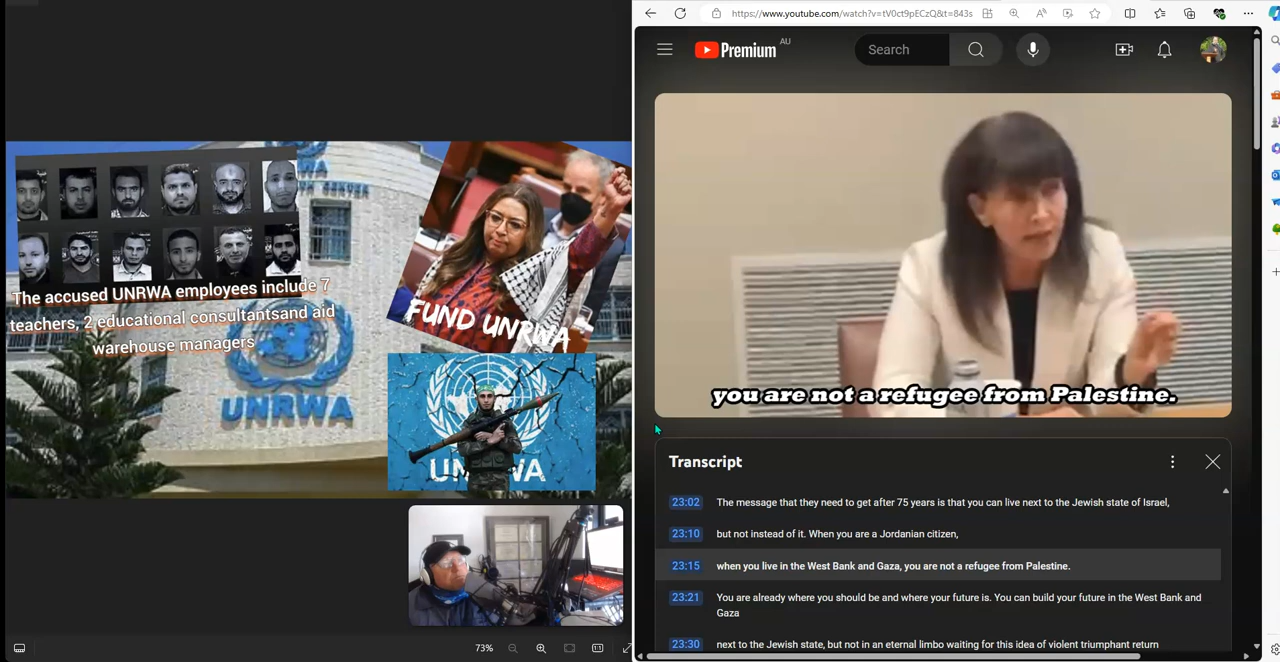 The accused UNRWA employees include 7
teachers, 2 educational consultantsand aid
warehouse managers
UNRWA
FUND UNRWA
73%
https://www.youtube.com/watch?v=tV0ct9pECzQ&t=843s
Premium AU
Search
you are not a refugee from Palestine.
Transcript
23:02 The message that they need to get after 75 years is that you can live next to the Jewish state of Israel,
23:10 but not instead of it. When you are a Jordanian citizen,
23:15 when you live in the West Bank and Gaza, you are not a refugee from Palestine.
23:21 You are already where you should be and where your future is. You can build your future in the West Bank and
Gaza
23:30 next to the Jewish state, but not in an eternal limbo waiting for this idea of violent triumphant return